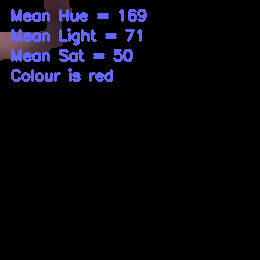 Mean Hue = 169
Mean Light = 71
Mean Sat = 50
Colour is red